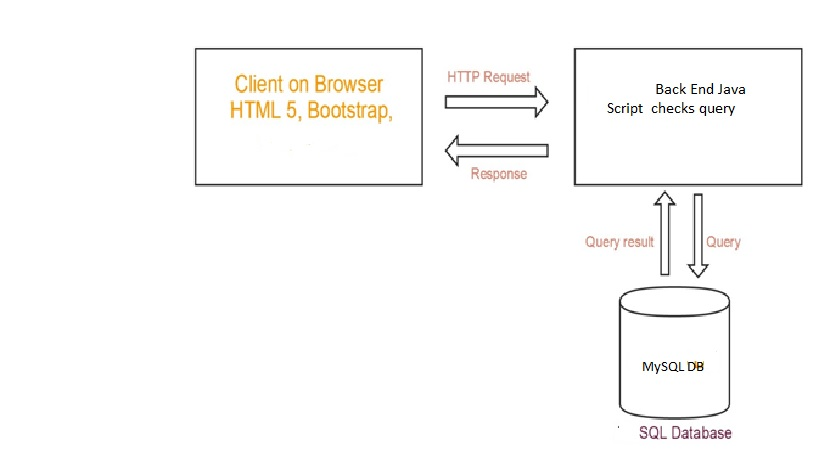 Client on Browser
HTML 5, Bootstrap,
HTTP Request
Response
Back End Java
Script checks query
Query result
Query
MySQL DB
SQL Database